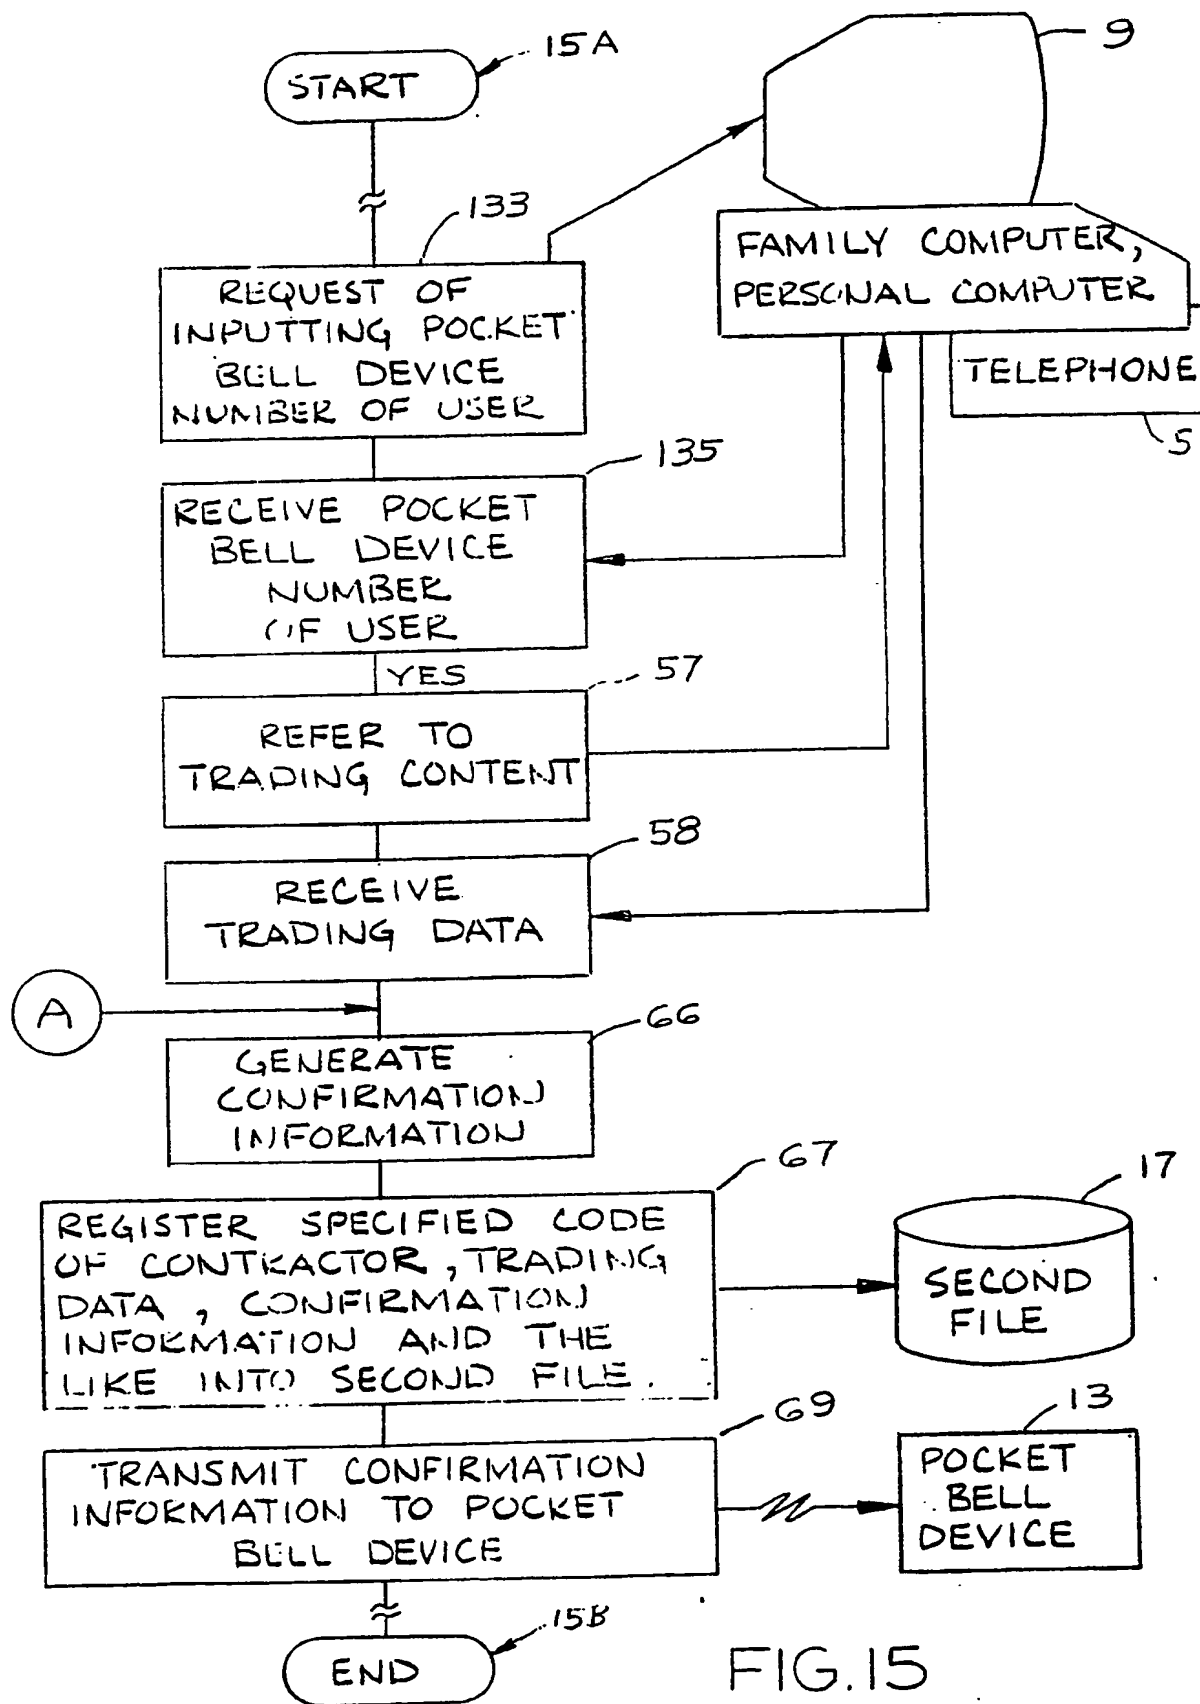 15A
START
9
133
REQUEST OF
INPUTTING POCKET
BELL DEVICE
NUMBER OF USER
FAMILY COMPUTER,
PERSONAL COMPUTER
TELEPHONE
5
135
RECEIVE POCKET
BELL DEVICE
NUMBER
OF USER
YES
57
REFER TO
TRADING CONTENT
58
RECEIVE
TRADING DATA
A
66
GENERATE
CONFIRMATION
INFORMATION
67
REGISTER SPECIFIED CODE
OF CONTRACTOR, TRADING
DATA, CONFIRMATION
INFORMATION AND THE
LIKE INTO SECOND FILE.
17
SECOND
FILE
69
TRANSMIT CONFIRMATION
INFORMATION TO POCKET
BELL DEVICE
13
POCKET
BELL
DEVICE
15B
END
FIG.15